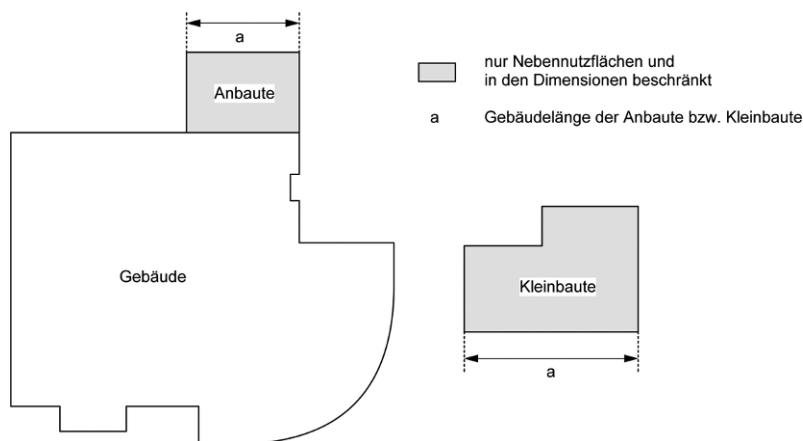 a
Anbaute
nur Nebennutzflächen und
in den Dimensionen beschränkt
a Gebäudelänge der Anbaute bzw. Kleinbaute
Gebäude
Kleinbaute
a